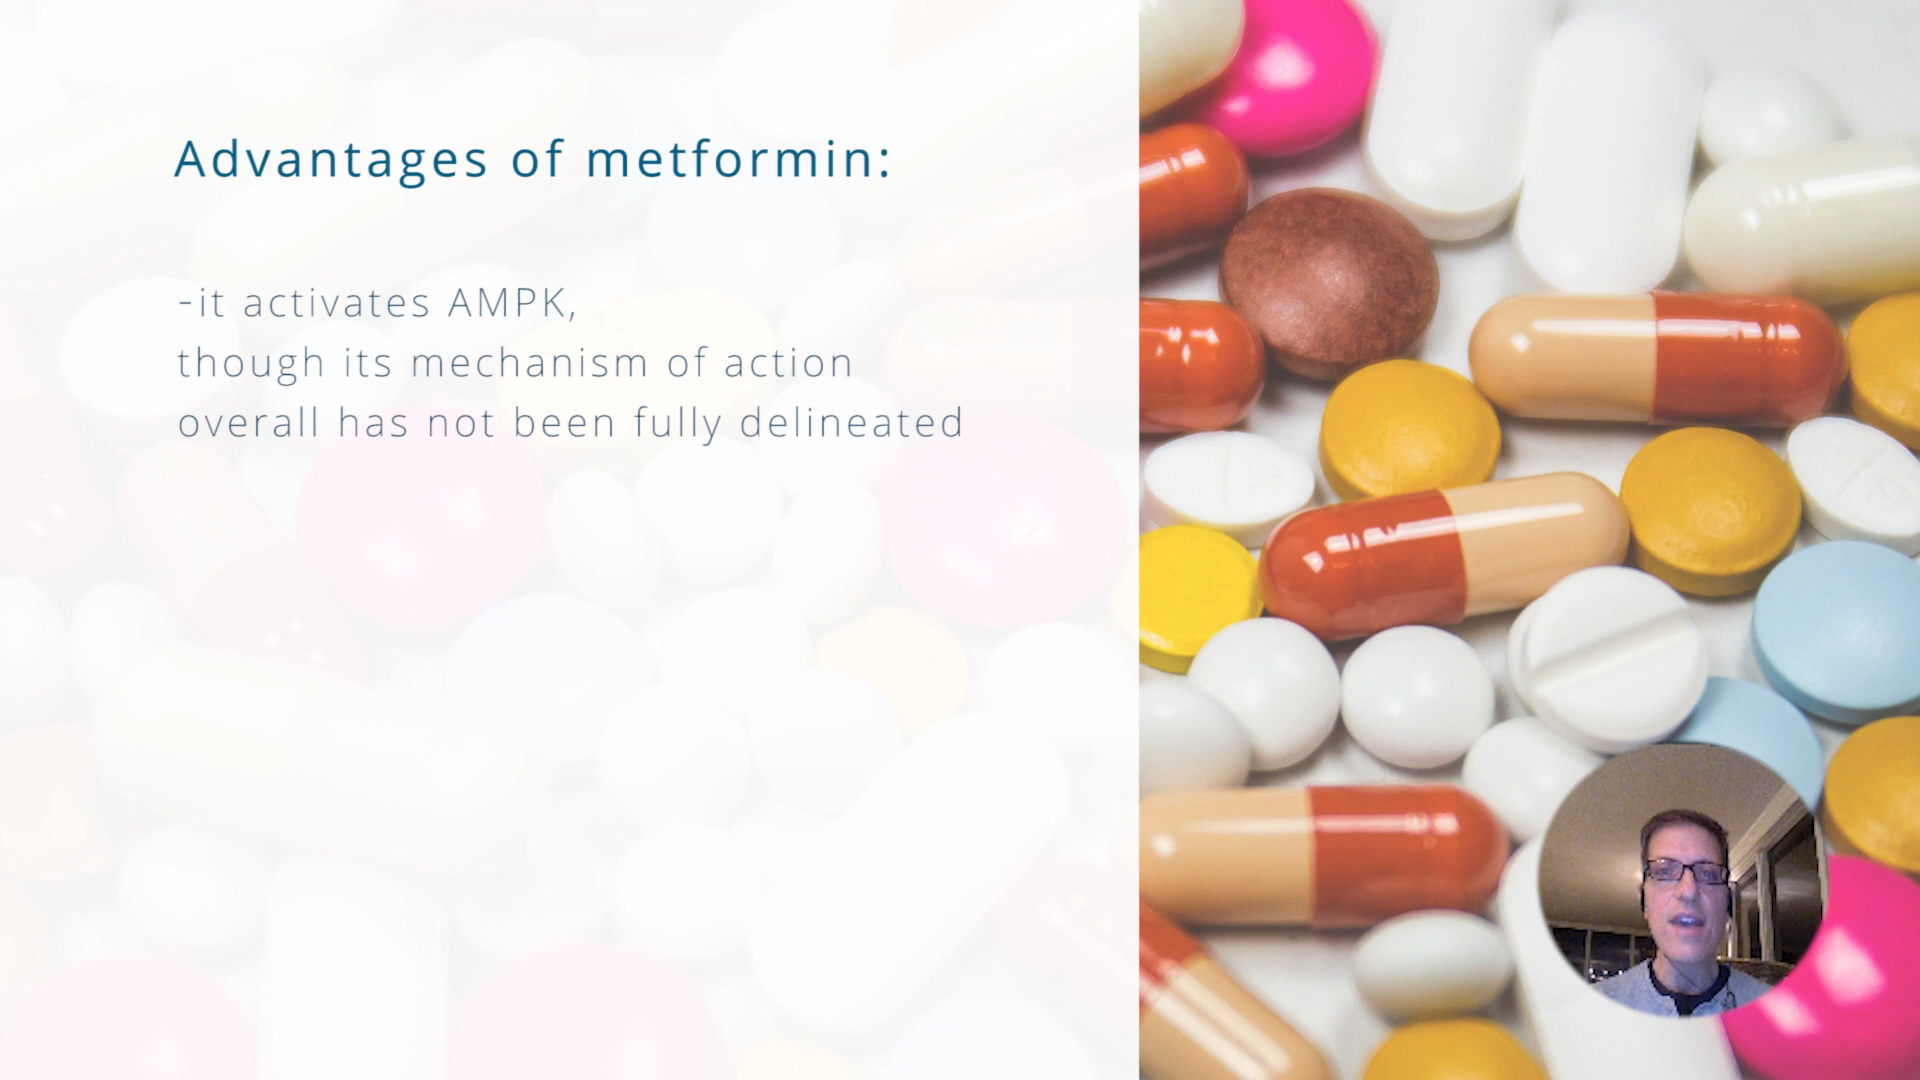 Advantages of metformin:
-it activates AMPK,
though its mechanism of action
overall has not been fully delineated